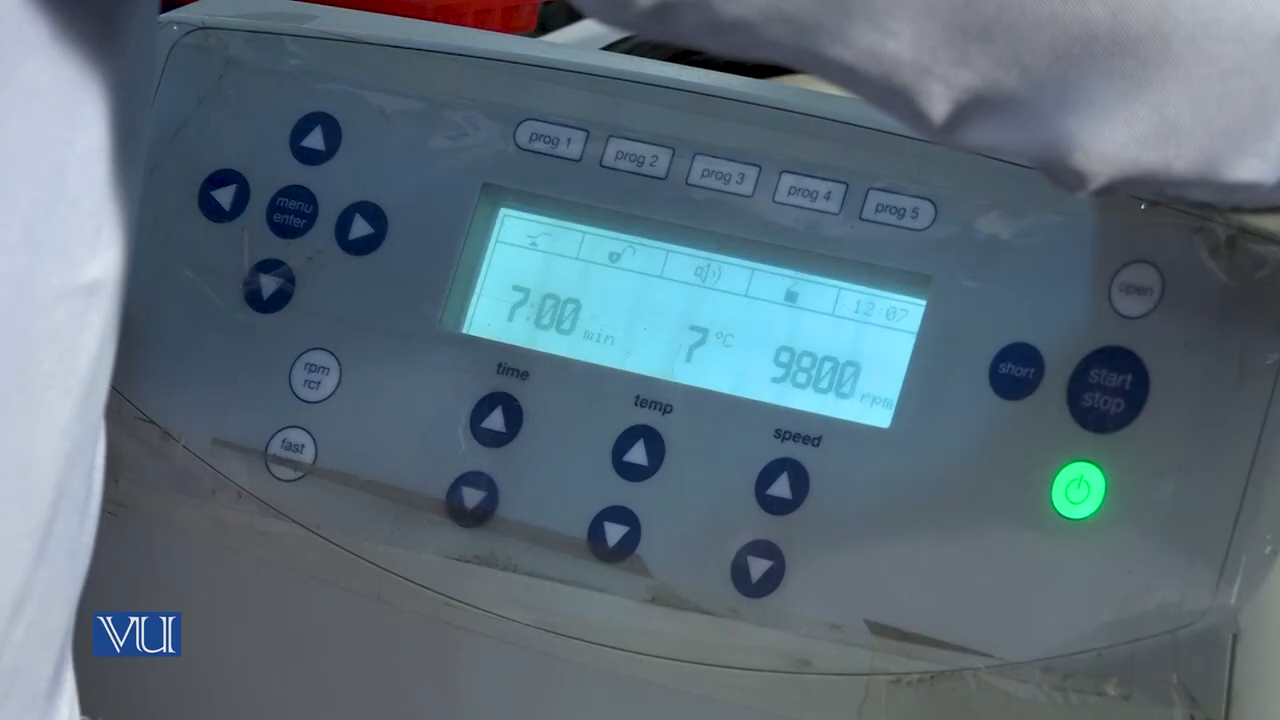 prog 1
prog 2
prog 3
prog 4
prog 5
menu
enter
12:07
7:00 min
7 °C
9800 rpm
open
short
start
stop
rpm
rcf
fast
time
temp
speed
VU